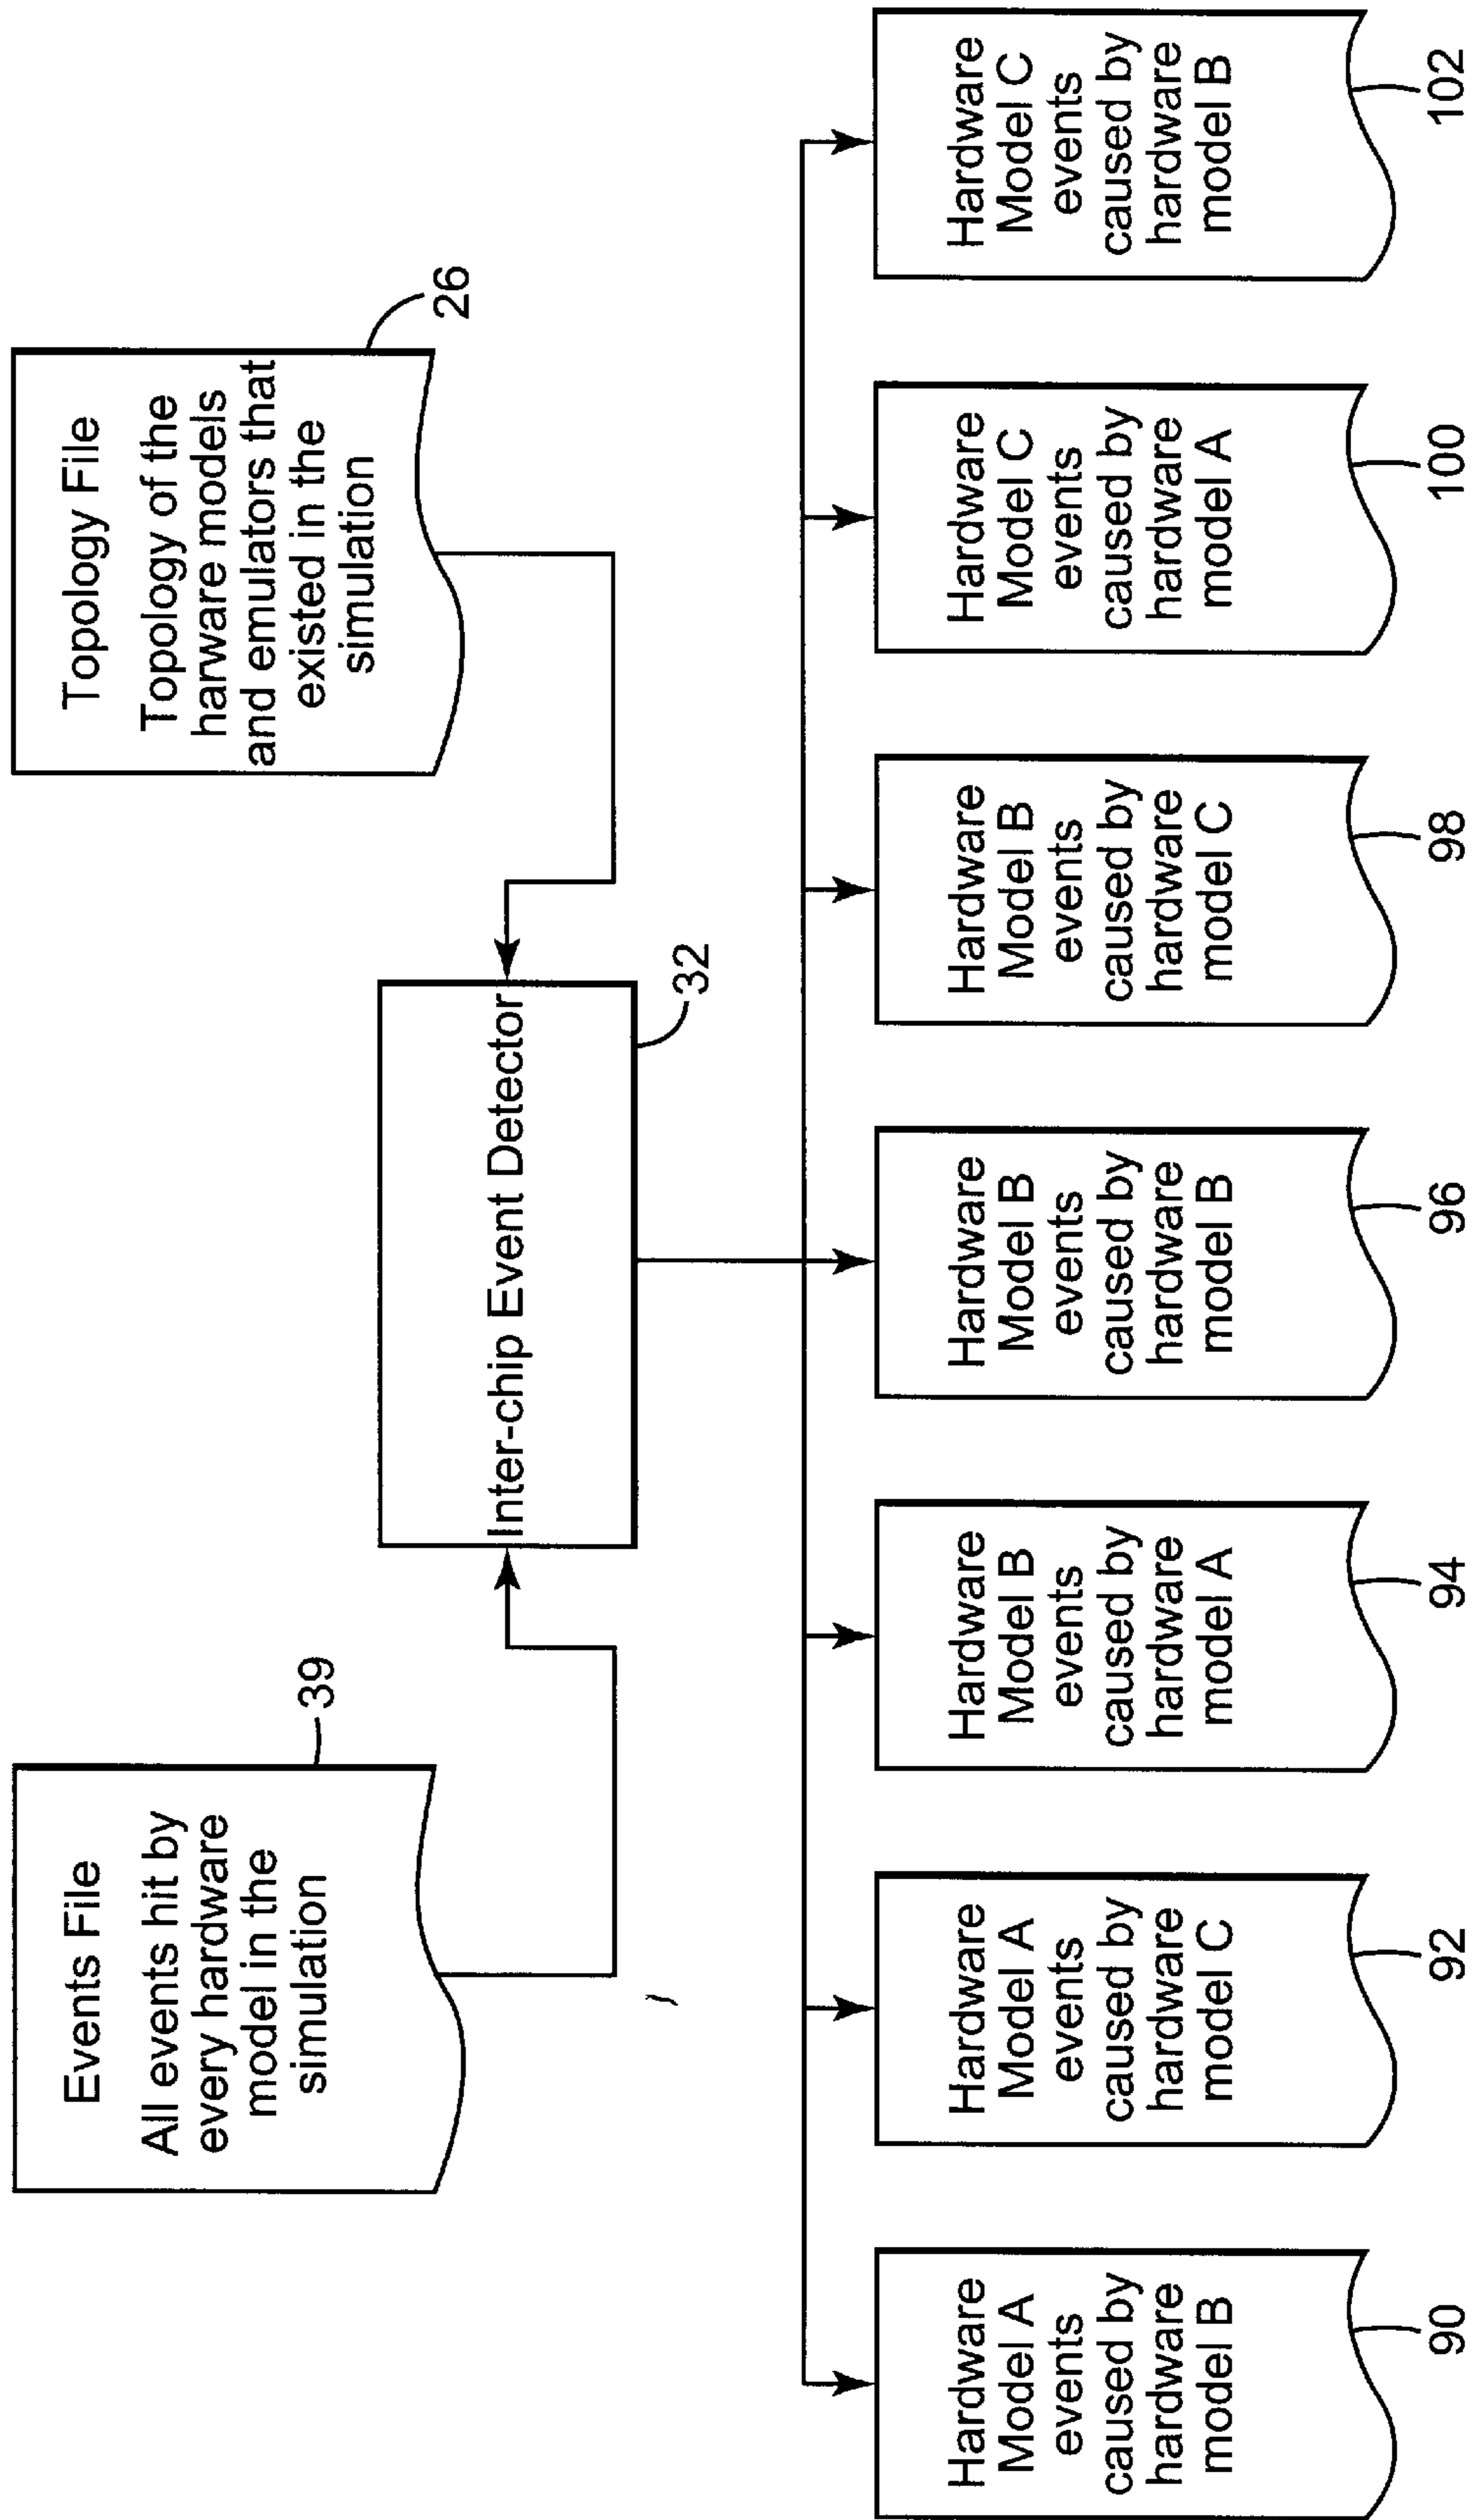 Events File
All events hit by
every hardware
model in the
simulation
39
Topology File
Topology of the
harware models
and emulators that
existed in the
simulation
26
Inter-chip Event Detector
32
Hardware
Model A
events
caused by
hardware
model B
90
Hardware
Model A
events
caused by
hardware
model C
92
Hardware
Model B
events
caused by
hardware
model A
94
Hardware
Model B
events
caused by
hardware
model B
96
Hardware
Model B
events
caused by
hardware
model C
98
Hardware
Model C
events
caused by
hardware
model A
100
Hardware
Model C
events
caused by
hardware
model B
102